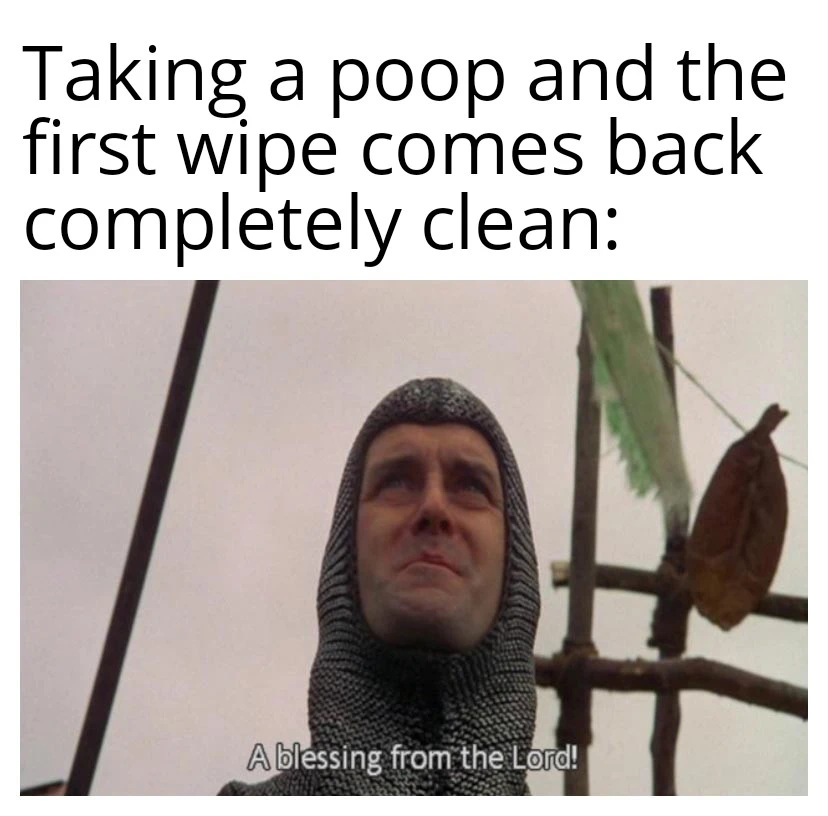 Taking a poop and the
first wipe comes back
completely clean:
A blessing from the Lord!